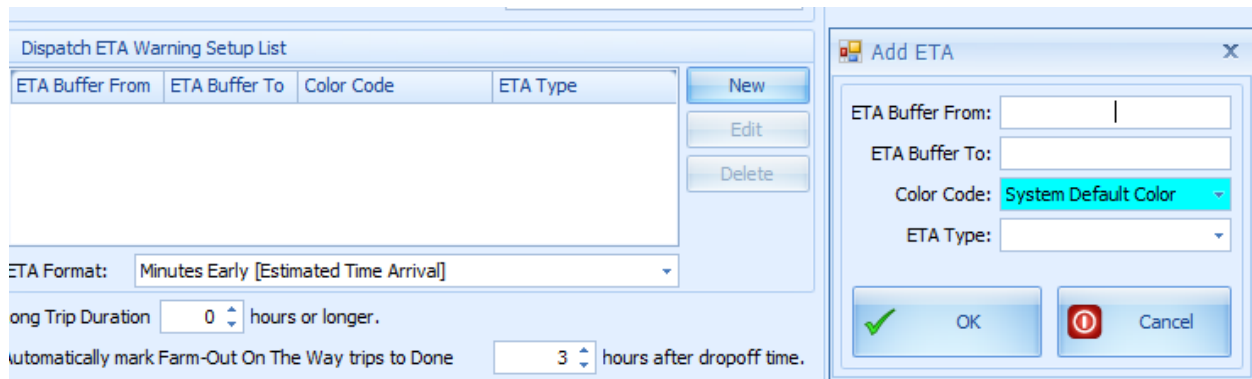 Dispatch ETA Warning Setup List
ETA Buffer From ETA Buffer To Color Code ETA Type
New
Edit
Delete
ETA Format: Minutes Early [Estimated Time Arrival]
ong Trip Duration 0 hours or longer.
Automatically mark Farm-Out On The Way trips to Done 3 hours after dropoff time.
Add ETA x
ETA Buffer From:
ETA Buffer To:
Color Code: System Default Color
ETA Type:
OK Cancel